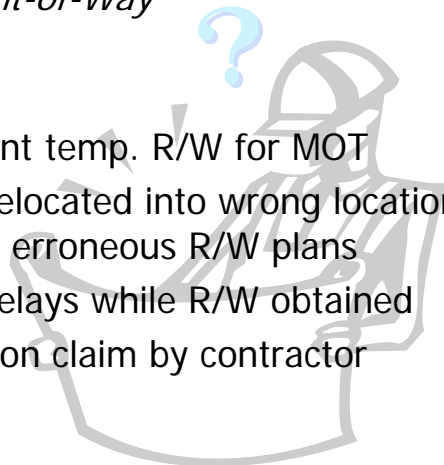 nt-of-Way
nt temp. R/W for MOT
elocated into wrong location
erroneous R/W plans
elays while R/W obtained
on claim by contractor